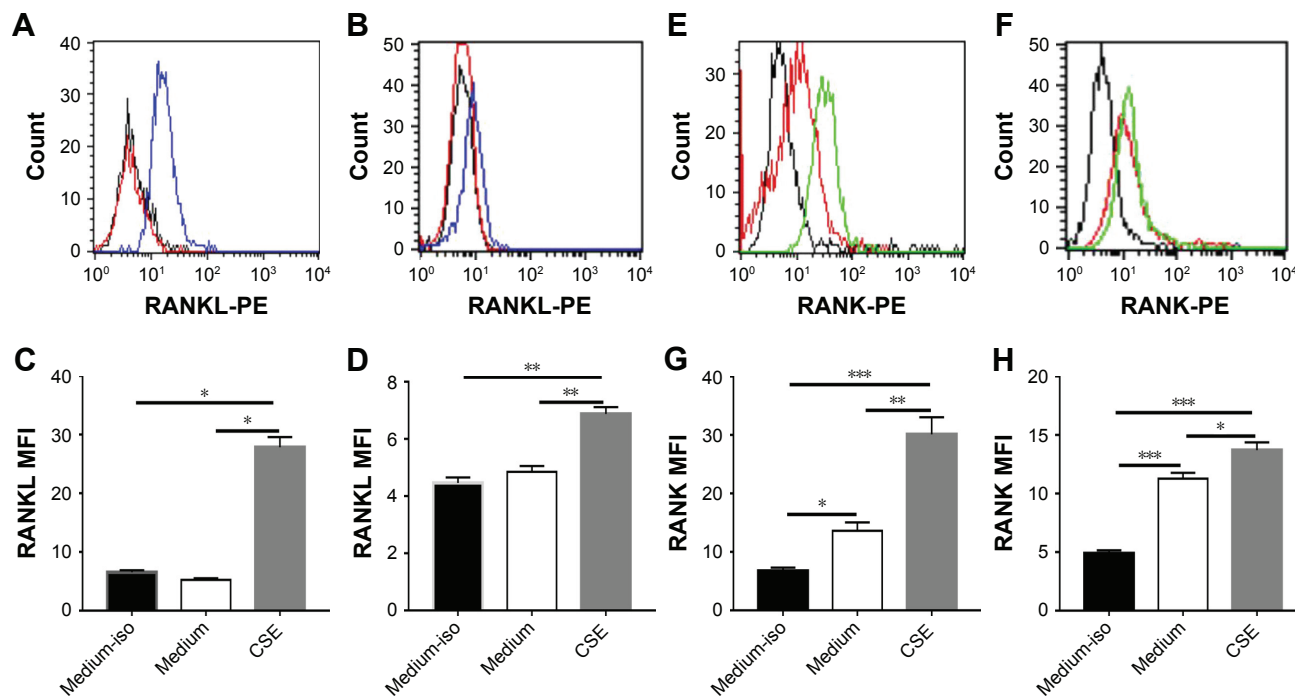 A
B
E
F
40
30
20
10
0
Count
10⁰
10¹
10²
10³
10⁴
RANKL-PE
50
40
30
20
10
0
Count
10⁰
10¹
10²
10³
10⁴
RANKL-PE
30
20
10
0
Count
10⁰
10¹
10²
10³
10⁴
RANK-PE
50
40
30
20
10
0
Count
10⁰
10¹
10²
10³
10⁴
RANK-PE
C
D
G
H
40
30
20
10
0
RANKL MFI
*
*
Medium-iso
Medium
CSE
8
6
4
2
0
RANKL MFI
**
**
Medium-iso
Medium
CSE
40
30
20
10
0
RANK MFI
***
**
*
Medium-iso
Medium
CSE
20
15
10
5
0
RANK MFI
***
*
***
Medium-iso
Medium
CSE